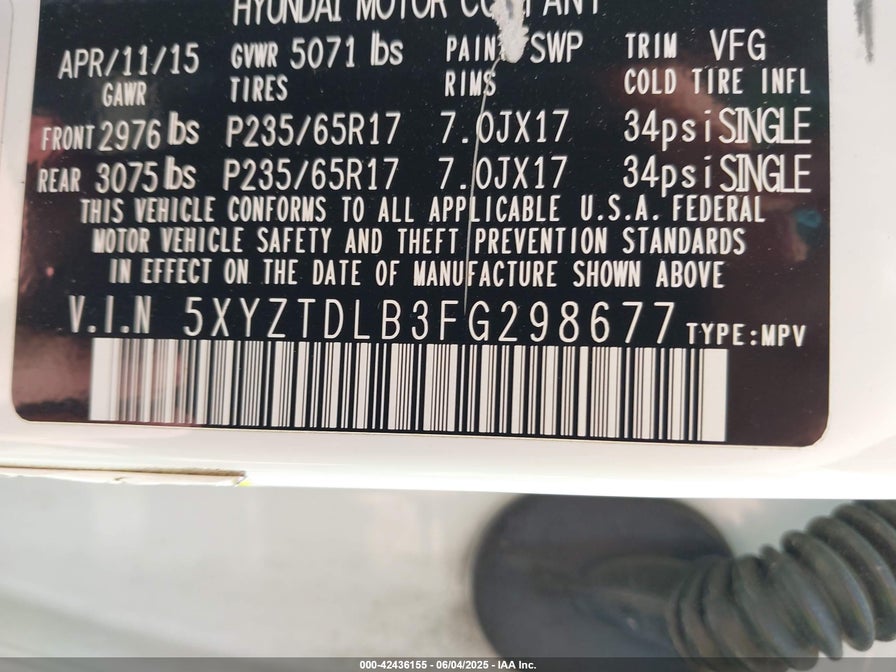 HYUNDAI MOTOR COMPANY
APR/11/15 GVWR 5071 lbs PAINT SWP TRIM VFG
GAWR TIRES RIMS COLD TIRE INFL
FRONT 2976 lbs P235/65R17 7.0JX17 34psi SINGLE
REAR 3075 lbs P235/65R17 7.0JX17 34psi SINGLE
THIS VEHICLE CONFORMS TO ALL APPLICABLE U.S.A. FEDERAL
MOTOR VEHICLE SAFETY AND THEFT PREVENTION STANDARDS
IN EFFECT ON THE DATE OF MANUFACTURE SHOWN ABOVE
V.I.N 5XYZTDLB3FG298677 TYPE:MPV
000-42436155 - 06/04/2025 - IAA Inc.